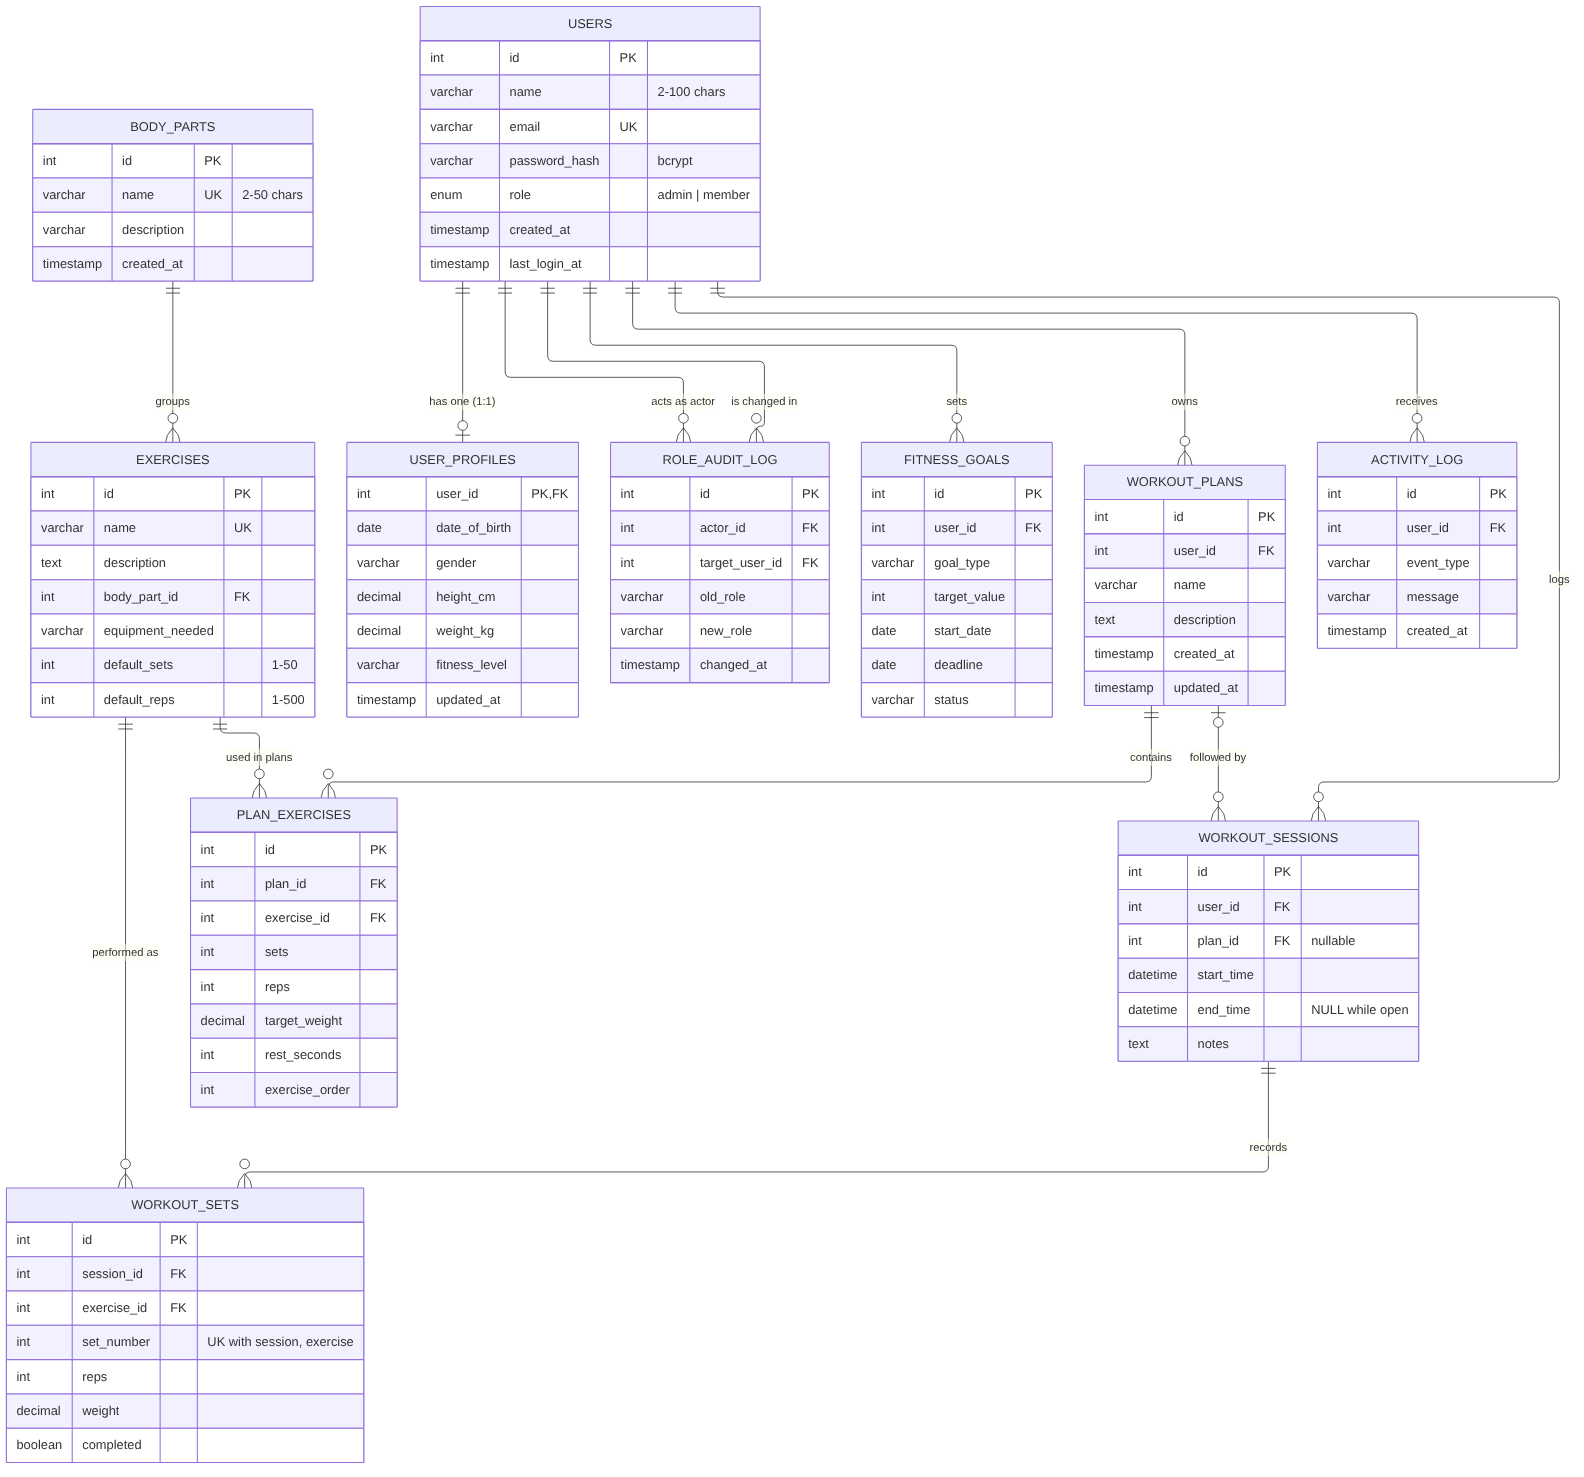 USERS
int id PK
varchar name 2-100 chars
varchar email UK
varchar password_hash bcrypt
enum role admin | member
timestamp created_at
timestamp last_login_at
BODY_PARTS
int id PK
varchar name UK 2-50 chars
varchar description
timestamp created_at
groups
has one (1:1)
acts as actor
is changed in
sets
owns
receives
logs
EXERCISES
int id PK
varchar name UK
text description
int body_part_id FK
varchar equipment_needed
int default_sets 1-50
int default_reps 1-500
USER_PROFILES
int user_id PK,FK
date date_of_birth
varchar gender
decimal height_cm
decimal weight_kg
varchar fitness_level
timestamp updated_at
ROLE_AUDIT_LOG
int id PK
int actor_id FK
int target_user_id FK
varchar old_role
varchar new_role
timestamp changed_at
FITNESS_GOALS
int id PK
int user_id FK
varchar goal_type
int target_value
date start_date
date deadline
varchar status
WORKOUT_PLANS
int id PK
int user_id FK
varchar name
text description
timestamp created_at
timestamp updated_at
ACTIVITY_LOG
int id PK
int user_id FK
varchar event_type
varchar message
timestamp created_at
used in plans
contains
followed by
performed as
PLAN_EXERCISES
int id PK
int plan_id FK
int exercise_id FK
int sets
int reps
decimal target_weight
int rest_seconds
int exercise_order
WORKOUT_SESSIONS
int id PK
int user_id FK
int plan_id FK nullable
datetime start_time
datetime end_time NULL while open
text notes
records
WORKOUT_SETS
int id PK
int session_id FK
int exercise_id FK
int set_number UK with session, exercise
int reps
decimal weight
boolean completed